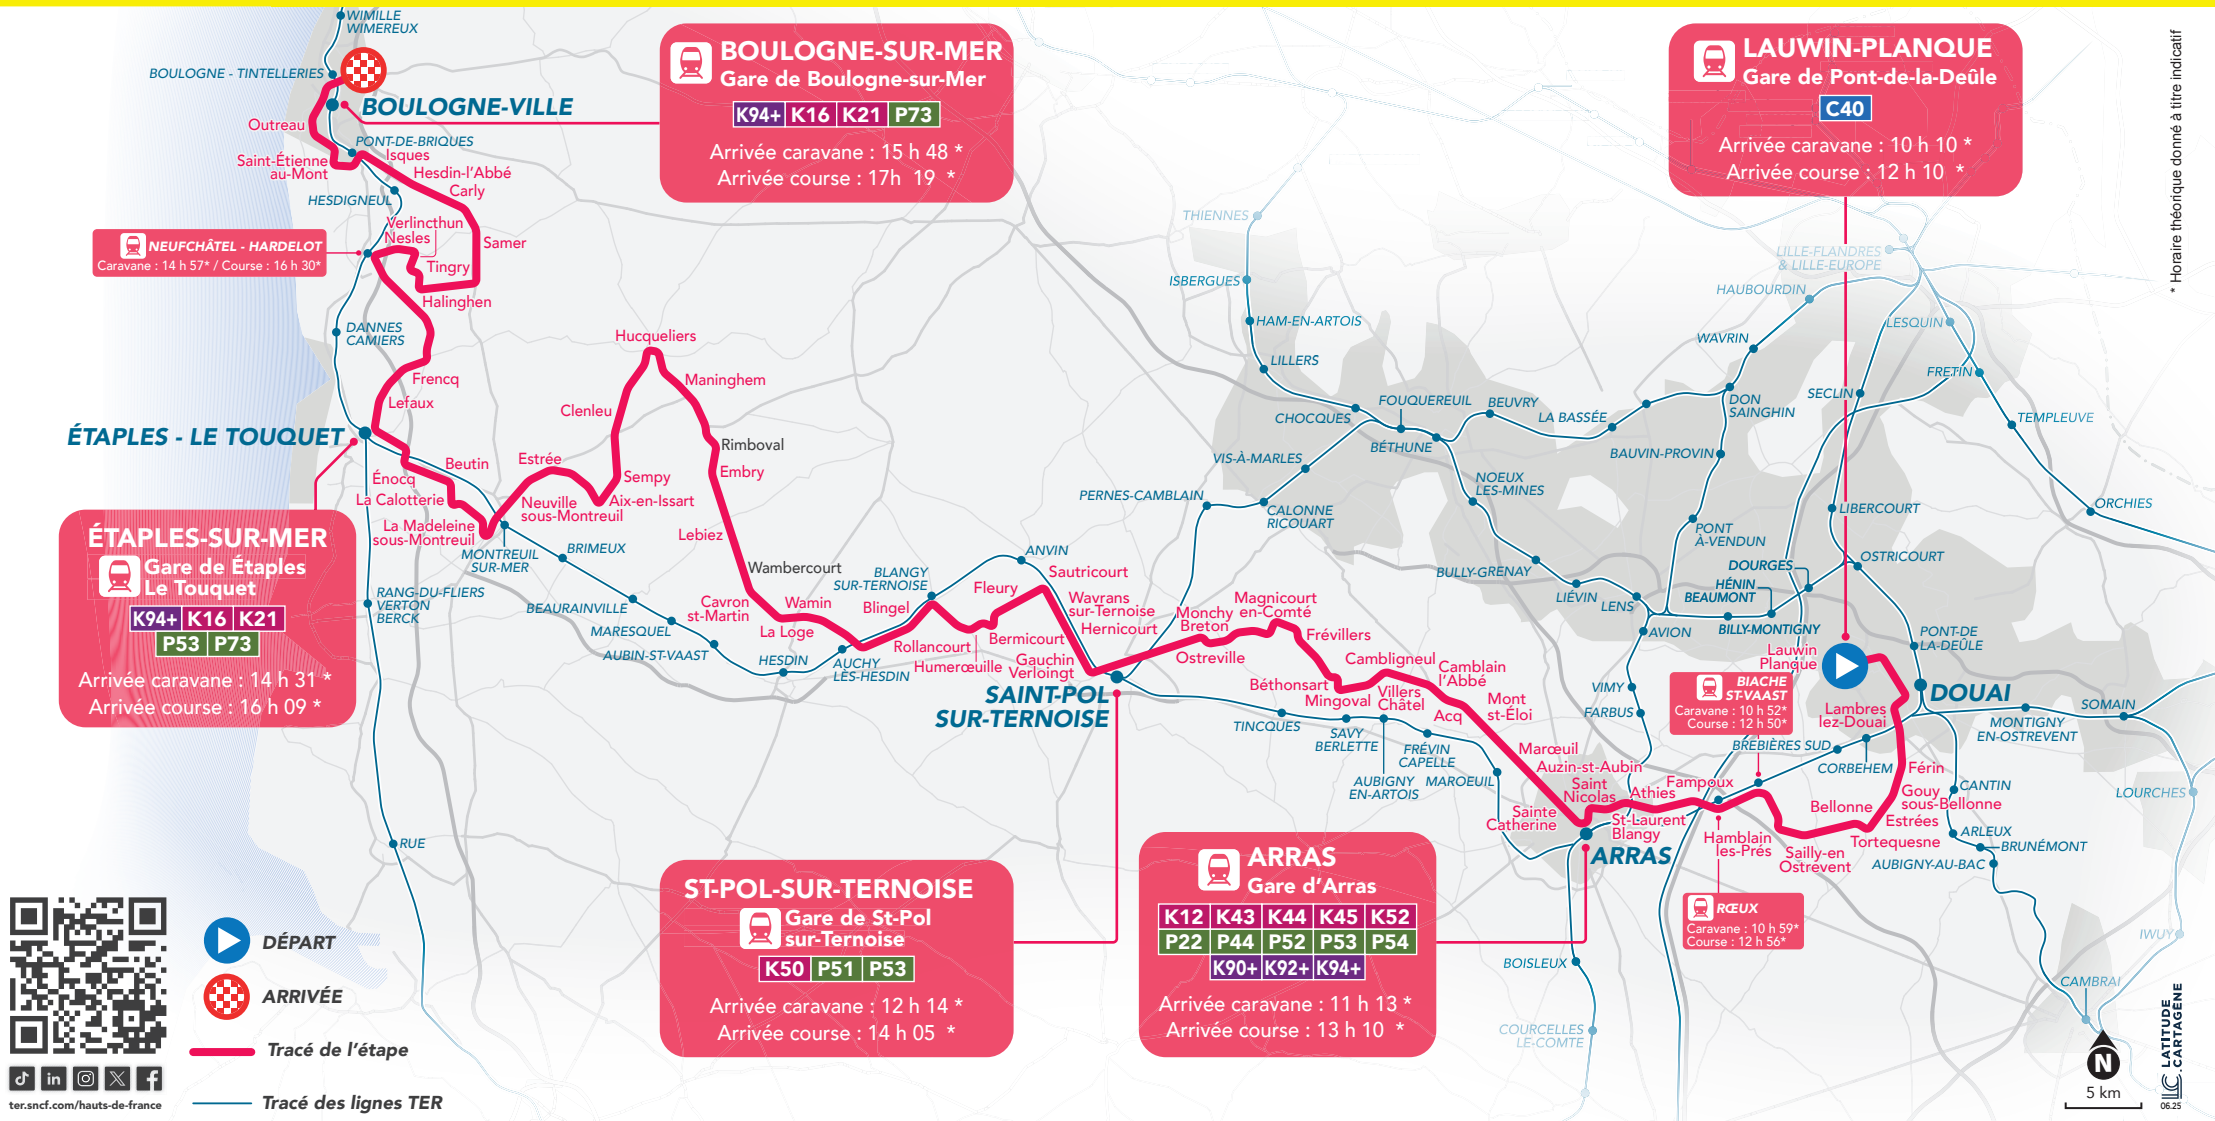 WIMILLE
WIMEREUX
BOULOGNE - TINTELLERIES
BOULOGNE-VILLE
Outreau
PONT-DE-BRIQUES
Saint-Étienne
au-Mont
Isques
Hesdin-l'Abbé
Carly
HESDIGNEUL
Verlincthun
Nesles
Samer
Tingry
Halinghen
NEUFCHÂTEL - HARDELOT
Caravane : 14 h 57* / Course : 16 h 30*
DANNES
CAMIERS
Frencq
Lefaux
ÉTAPLES - LE TOUQUET
BOULOGNE-SUR-MER
Gare de Boulogne-sur-Mer
K94+ K16 K21 P73
Arrivée caravane : 15 h 48 *
Arrivée course : 17h 19 *
LAUWIN-PLANQUE
Gare de Pont-de-la-Deûle
C40
Arrivée caravane : 10 h 10 *
Arrivée course : 12 h 10 *
* Horaire théorique donné à titre indicatif
Hucqueliers
Maninghem
Clenleu
Rimboval
Embry
Estrée
Sempy
Beutin
Énocq
La Calotterie
Neuville
sous-Montreuil
Aix-en-Issart
La Madeleine
sous-Montreuil
Lebiez
MONTREUIL
SUR-MER
BRIMEUX
Wambercourt
ÉTAPLES-SUR-MER
Gare de Étaples
Le Touquet
K94+ K16 K21
P53 P73
Arrivée caravane : 14 h 31 *
Arrivée course : 16 h 09 *
RANG-DU-FLIERS
VERTON
BERCK
BEAURAINVILLE
MARESQUEL
AUBIN-ST-VAAST
HESDIN
Cavron
st-Martin
Wamin
La Loge
AUCHY
LÈS-HESDIN
BLANGY
SUR-TERNOISE
Blingel
Rollancourt
Fleury
Humerœuille
Bermicourt
ANVIN
Sautricourt
Wavrans
sur-Ternoise
Hernicourt
Gauchin
Verloingt
SAINT-POL
SUR-TERNOISE
RUE
THIENNES
ISBERGUES
HAM-EN-ARTOIS
LILLERS
CHOCQUES
FOUQUEREUIL
BEUVRY
LA BASSÉE
BÉTHUNE
VIS-À-MARLES
PERNES-CAMBLAIN
CALONNE
RICOUART
NOEUX
LES-MINES
BULLY-GRENAY
LIÉVIN
LENS
AVION
VIMY
FARBUS
LILLE-FLANDRES
& LILLE-EUROPE
HAUBOURDIN
WAVRIN
LESQUIN
FRETIN
SECLIN
DON
SAINGHIN
TEMPLEUVE
BAUVIN-PROVIN
PONT
À-VENDUN
LIBERCOURT
ORCHIES
OSTRICOURT
DOURGES
HÉNIN
BEAUMONT
BILLY-MONTIGNY
PONT-DE
LA-DEÛLE
Lauwin
Planque
DOUAI
BIACHE
ST-VAAST
Caravane : 10 h 52*
Course : 12 h 50*
Lambres
lez-Douai
BREBIÈRES SUD
CORBEHEM
MONTIGNY
EN-OSTREVENT
SOMAIN
LOURCHES
Férin
Gouy
sous-Bellonne
Estrées
CANTIN
Bellonne
Tortequesne
ARLEUX
BRUNÉMONT
AUBIGNY-AU-BAC
IWUY
CAMBRAI
Monchy
Breton
Magnicourt
en-Comté
Ostreville
Frévillers
Béthonsart
Mingoval
Cambligneul
Villers
Châtel
Camblain
l'Abbé
Acq
Mont
st-Éloi
TINCQUES
SAVY
BERLETTE
AUBIGNY
EN-ARTOIS
FRÉVIN
CAPELLE
MAROEUIL
Marœuil
Auzin-st-Aubin
Saint
Nicolas
Athies
Fampoux
Sainte
Catherine
St-Laurent
Blangy
ARRAS
Hamblain
les-Prés
Sailly-en
Ostrevent
RŒUX
Caravane : 10 h 59*
Course : 12 h 56*
BOISLEUX
COURCELLES
LE-COMTE
ST-POL-SUR-TERNOISE
Gare de St-Pol
sur-Ternoise
K50 P51 P53
Arrivée caravane : 12 h 14 *
Arrivée course : 14 h 05 *
ARRAS
Gare d'Arras
K12 K43 K44 K45 K52
P22 P44 P52 P53 P54
K90+ K92+ K94+
Arrivée caravane : 11 h 13 *
Arrivée course : 13 h 10 *
DÉPART
ARRIVÉE
Tracé de l'étape
Tracé des lignes TER
in
ter.sncf.com/hauts-de-france
N
5 km
LATITUDE
CARTAGÈNE
06.25